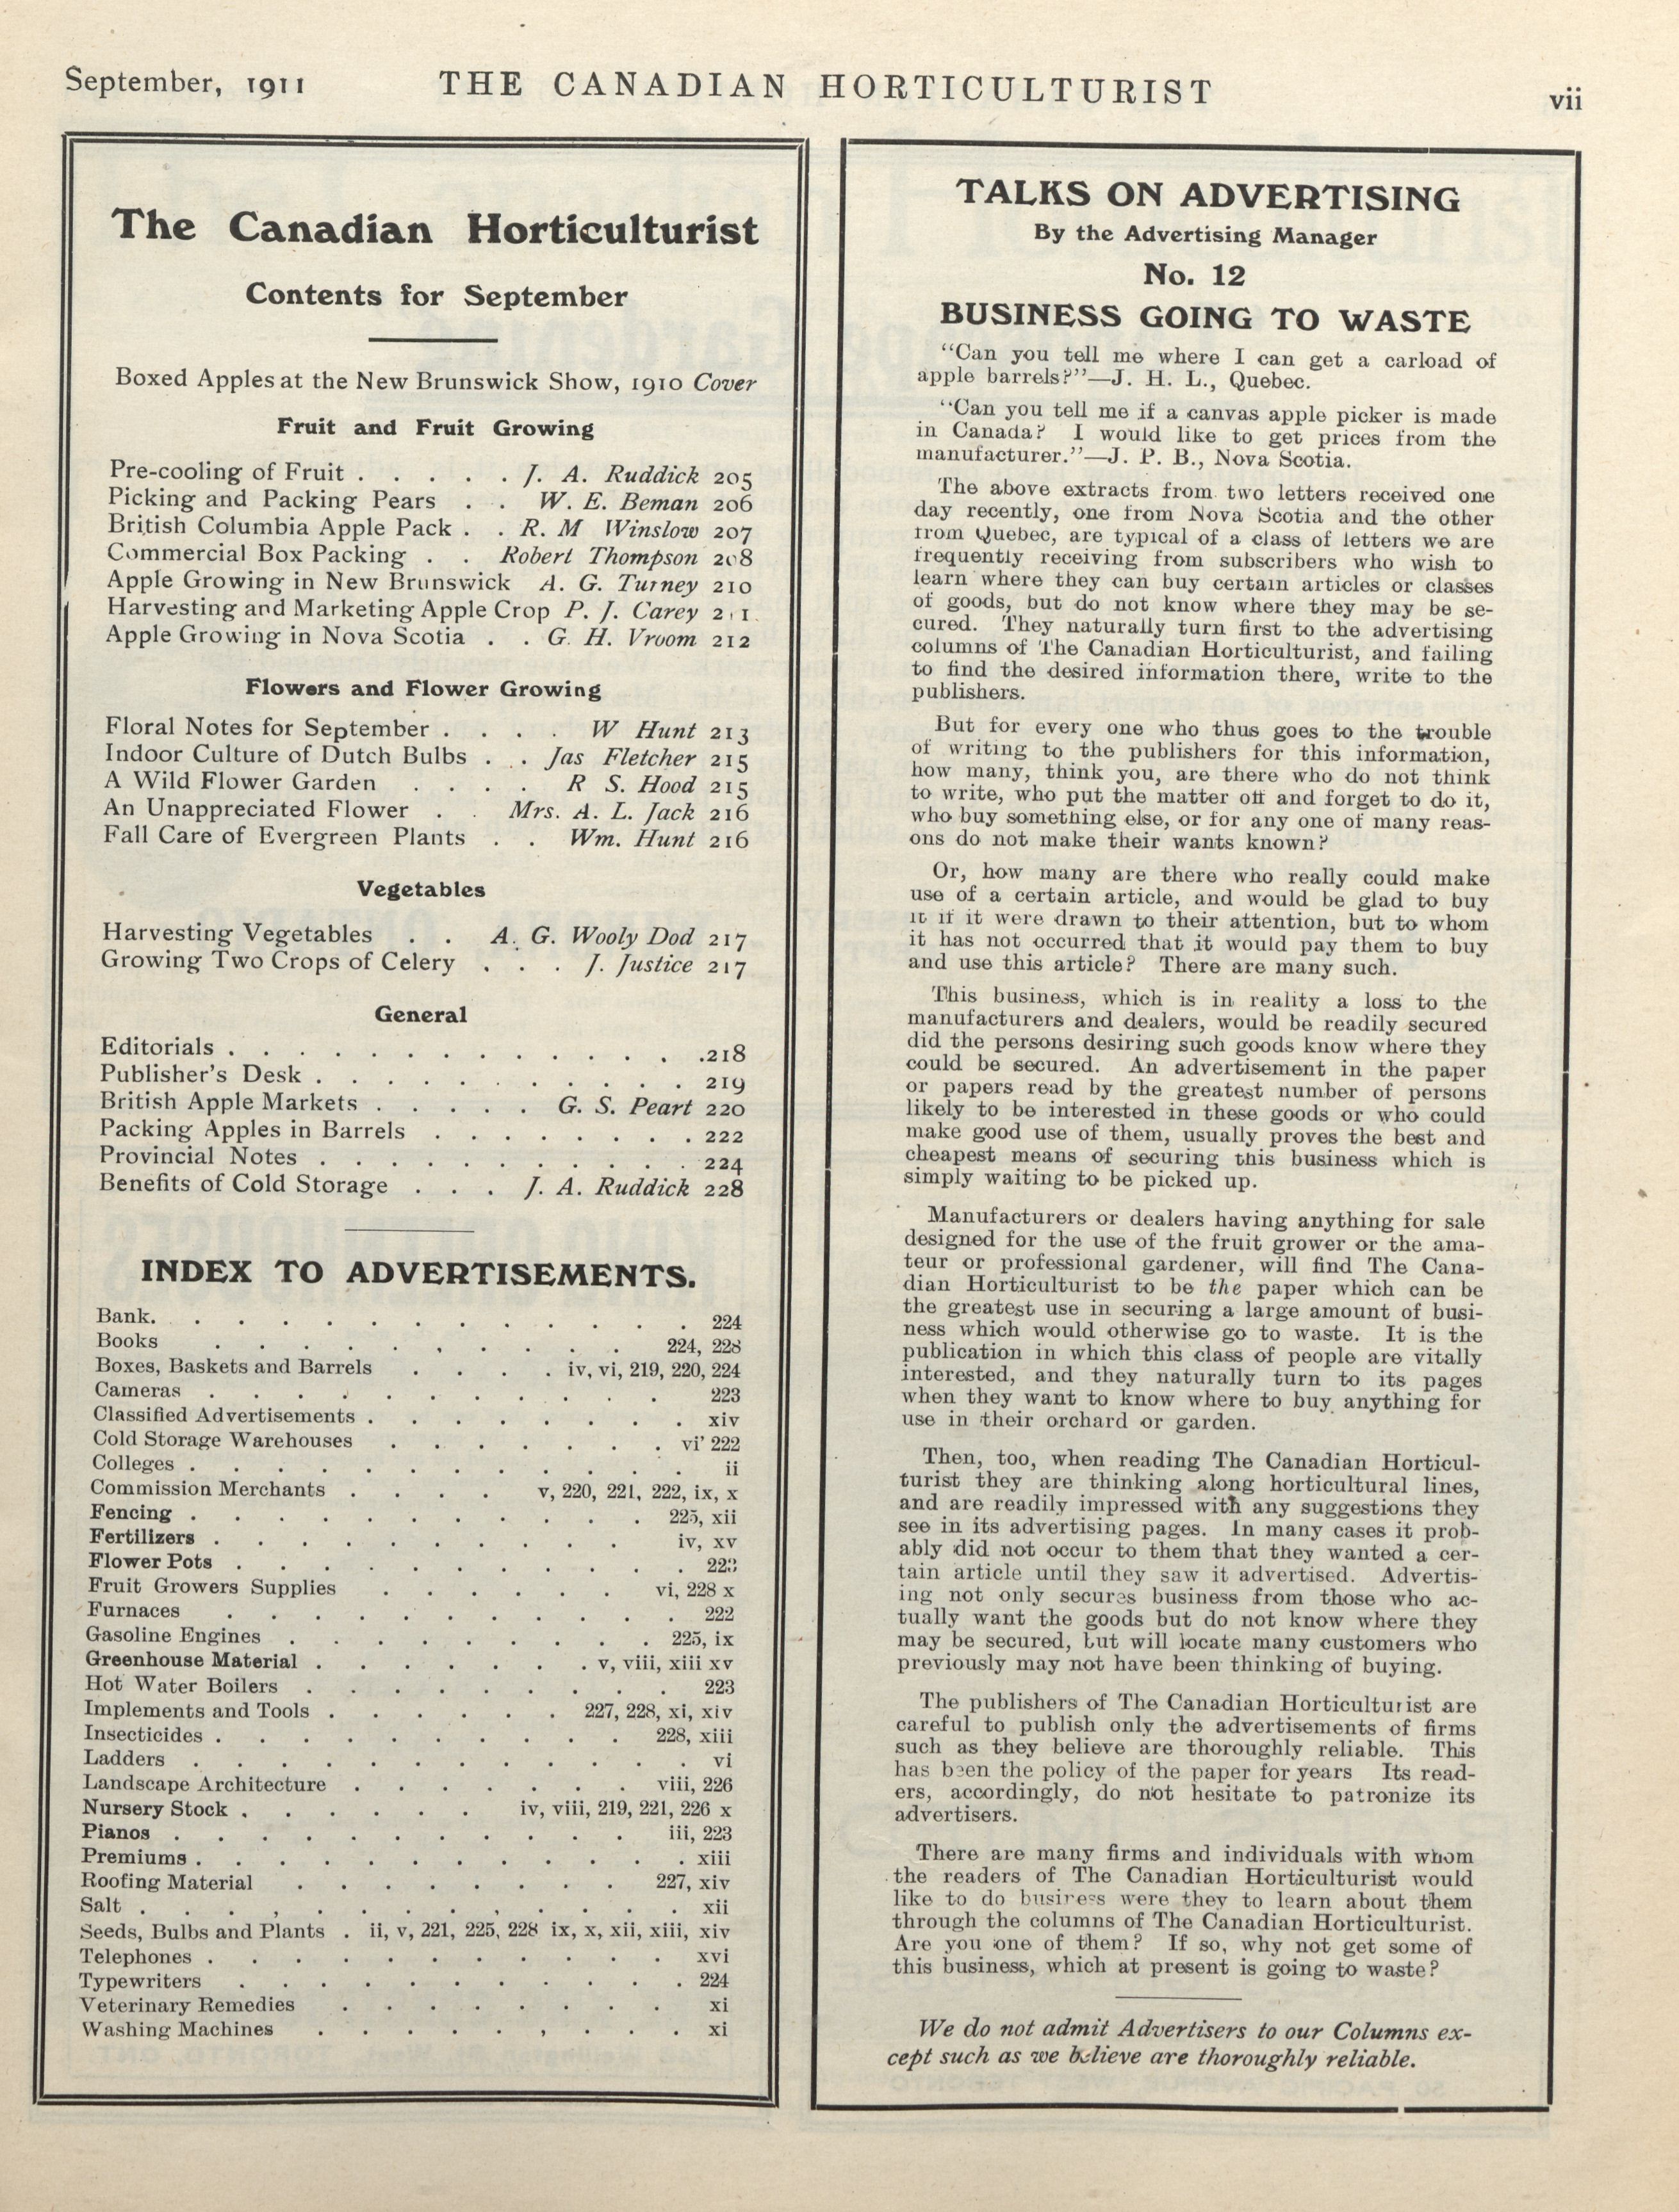 September, 1911
THE CANADIAN HORTICULTURIST
vii
The Canadian Horticulturist
Contents for September
Boxed Apples at the New Brunswick Show, 1910 Cover
Fruit and Fruit Growing
Pre-cooling of Fruit . . . . . J. A. Ruddick 205
Picking and Packing Pears . . W. E. Beman 206
British Columbia Apple Pack . . R. M Winslow 207
Commercial Box Packing . . Robert Thompson 208
Apple Growing in New Brunswick A. G. Turney 210
Harvesting and Marketing Apple Crop P. J. Carey 211
Apple Growing in Nova Scotia . . G. H. Vroom 212
Flowers and Flower Growing
Floral Notes for September . . . . W Hunt 213
Indoor Culture of Dutch Bulbs . . . Jas Fletcher 215
A Wild Flower Garden . . . . R S. Hood 215
An Unappreciated Flower . . Mrs. A. L. Jack 216
Fall Care of Evergreen Plants . . Wm. Hunt 216
Vegetables
Harvesting Vegetables . . A. G. Wooly Dod 217
Growing Two Crops of Celery . . . J. Justice 217
General
Editorials . . . . . . . . . . . . .218
Publisher's Desk . . . . . . . . . . . 219
British Apple Markets . . . . . G. S. Peart 220
Packing Apples in Barrels . . . . . . . . 222
Provincial Notes . . . . . . . . . . . 224
Benefits of Cold Storage . . . J. A. Ruddick 228
INDEX TO ADVERTISEMENTS.
Bank. . . . . . . . . . . . . 224
Books . . . . . . . . . . 224, 228
Boxes, Baskets and Barrels . . . . iv, vi, 219, 220, 224
Cameras . . . . . . . . . . . 223
Classified Advertisements . . . . . . . . xiv
Cold Storage Warehouses . . . . . . . vi' 222
Colleges . . . . . . . . . . . . ii
Commission Merchants . . . . v, 220, 221, 222, ix, x
Fencing . . . . . . . . . . . 225, xii
Fertilizers . . . . . . . . . . iv, xv
Flower Pots . . . . . . . . . . . 223
Fruit Growers Supplies . . . . . . vi, 228 x
Furnaces . . . . . . . . . . . 222
Gasoline Engines . . . . . . . . . 225, ix
Greenhouse Material . . . . . . . v, viii, xiii xv
Hot Water Boilers . . . . . . . . . 223
Implements and Tools . . . . . . 227, 228, xi, xiv
Insecticides . . . . . . . . . . 228, xiii
Ladders . . . . . . . . . . . . vi
Landscape Architecture . . . . . . . viii, 226
Nursery Stock . . . . . . iv, viii, 219, 221, 226 x
Pianos . . . . . . . . . . . iii, 223
Premiums . . . . . . . . . . . . xiii
Roofing Material . . . . . . . . 227, xiv
Salt . . . . . . . . . . . . . xii
Seeds, Bulbs and Plants . ii, v, 221, 225, 228 ix, x, xii, xiii, xiv
Telephones . . . . . . . . . . . xvi
Typewriters . . . . . . . . . . . 224
Veterinary Remedies . . . . . . . . xi
Washing Machines . . . . . , . . . xi
TALKS ON ADVERTISING
By the Advertising Manager
No. 12
BUSINESS GOING TO WASTE
"Can you tell me where I can get a carload of
apple barrels?"—J. H. L., Quebec.
"Can you tell me if a canvas apple picker is made
in Canada? I would like to get prices from the
manufacturer."—J. P. B., Nova Scotia.
The above extracts from two letters received one
day recently, one from Nova Scotia and the other
from Quebec, are typical of a class of letters we are
frequently receiving from subscribers who wish to
learn where they can buy certain articles or classes
of goods, but do not know where they may be se-
cured. They naturally turn first to the advertising
columns of The Canadian Horticulturist, and failing
to find the desired information there, write to the
publishers.
But for every one who thus goes to the trouble
of writing to the publishers for this information,
how many, think you, are there who do not think
to write, who put the matter off and forget to do it,
who buy something else, or for any one of many reas-
ons do not make their wants known?
Or, how many are there who really could make
use of a certain article, and would be glad to buy
it if it were drawn to their attention, but to whom
it has not occurred that it would pay them to buy
and use this article? There are many such.
This business, which is in reality a loss to the
manufacturers and dealers, would be readily secured
did the persons desiring such goods know where they
could be secured. An advertisement in the paper
or papers read by the greatest number of persons
likely to be interested in these goods or who could
make good use of them, usually proves the best and
cheapest means of securing this business which is
simply waiting to be picked up.
Manufacturers or dealers having anything for sale
designed for the use of the fruit grower or the ama-
teur or professional gardener, will find The Cana-
dian Horticulturist to be the paper which can be
the greatest use in securing a large amount of busi-
ness which would otherwise go to waste. It is the
publication in which this class of people are vitally
interested, and they naturally turn to its pages
when they want to know where to buy anything for
use in their orchard or garden.
Then, too, when reading The Canadian Horticul-
turist they are thinking along horticultural lines,
and are readily impressed with any suggestions they
see in its advertising pages. In many cases it prob-
ably did not occur to them that they wanted a cer-
tain article until they saw it advertised. Advertis-
ing not only secures business from those who ac-
tually want the goods but do not know where they
may be secured, but will locate many customers who
previously may not have been thinking of buying.
The publishers of The Canadian Horticulturist are
careful to publish only the advertisements of firms
such as they believe are thoroughly reliable. This
has been the policy of the paper for years Its read-
ers, accordingly, do not hesitate to patronize its
advertisers.
There are many firms and individuals with whom
the readers of The Canadian Horticulturist would
like to do business were they to learn about them
through the columns of The Canadian Horticulturist.
Are you one of them? If so, why not get some of
this business, which at present is going to waste?
We do not admit Advertisers to our Columns ex-
cept such as we believe are thoroughly reliable.